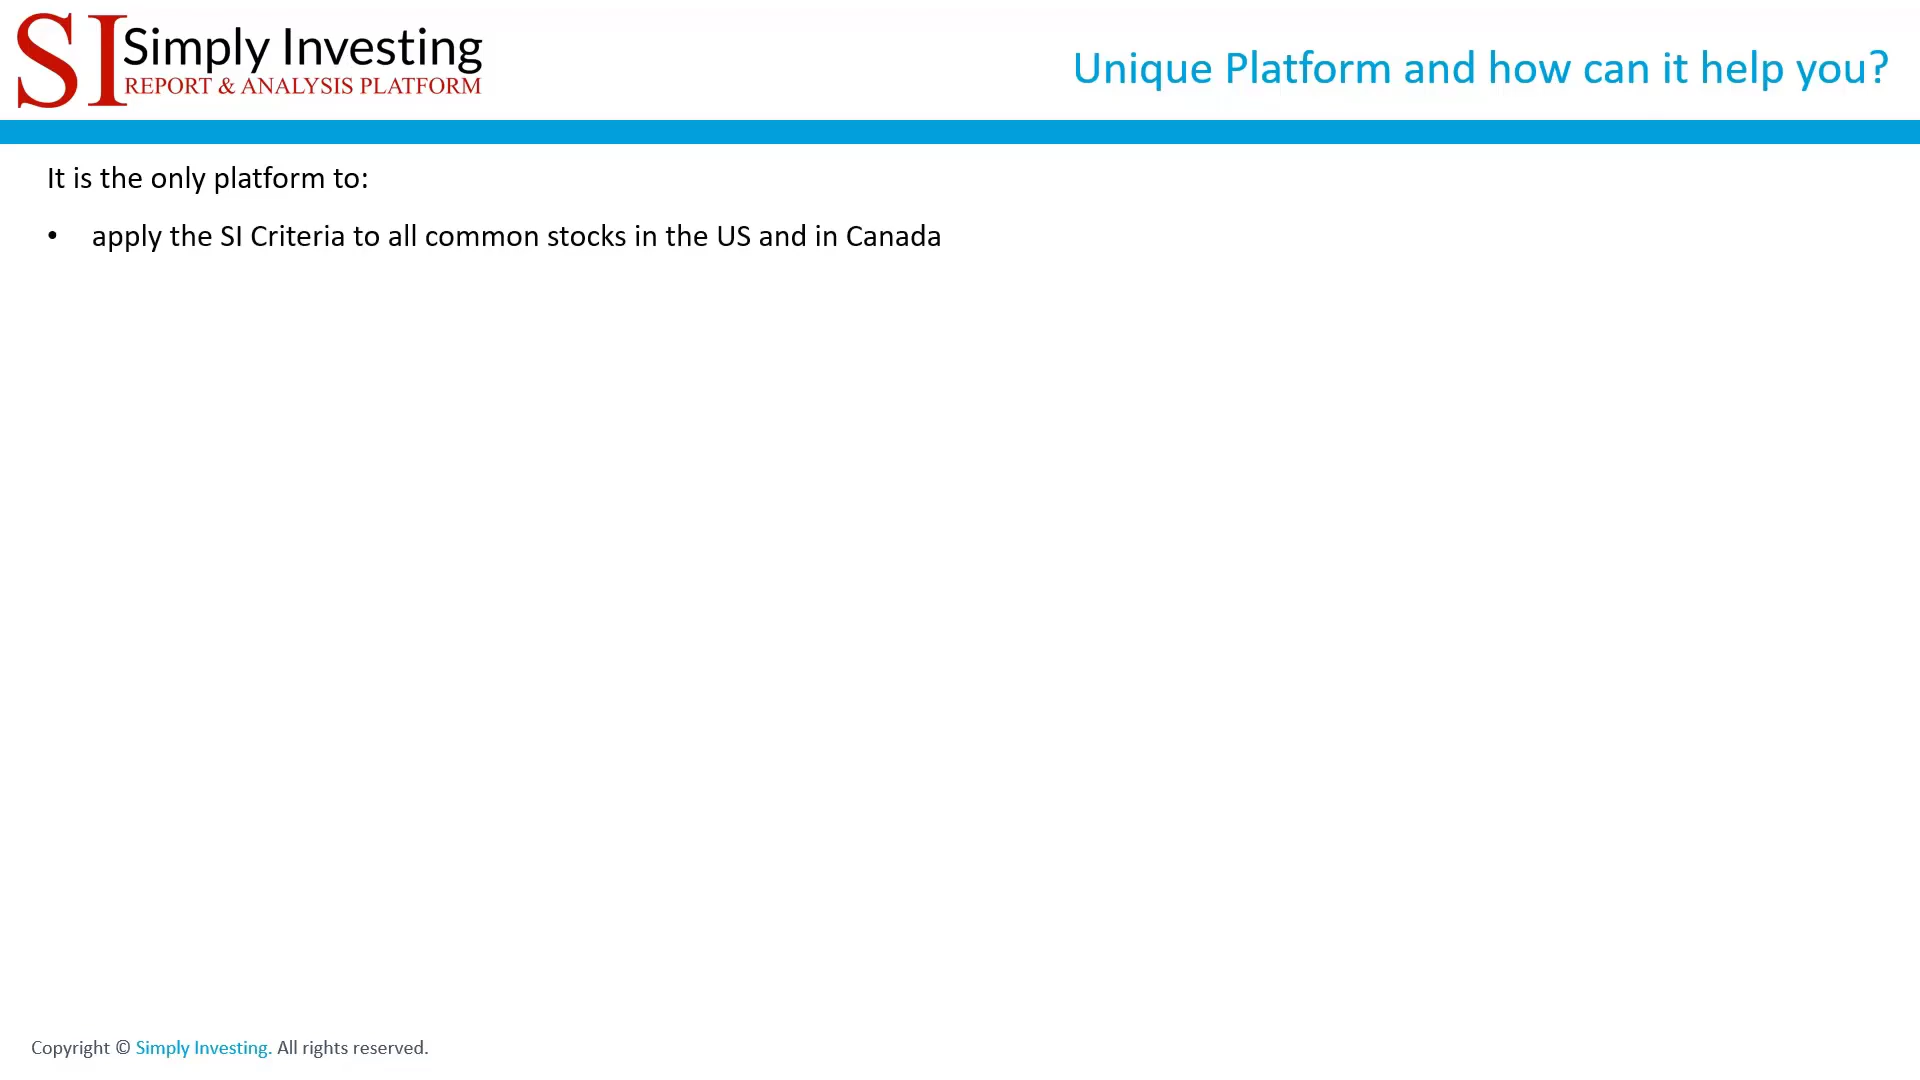 SI Simply Investing
REPORT & ANALYSIS PLATFORM
Unique Platform and how can it help you?
It is the only platform to:
• apply the SI Criteria to all common stocks in the US and in Canada
Copyright © Simply Investing. All rights reserved.